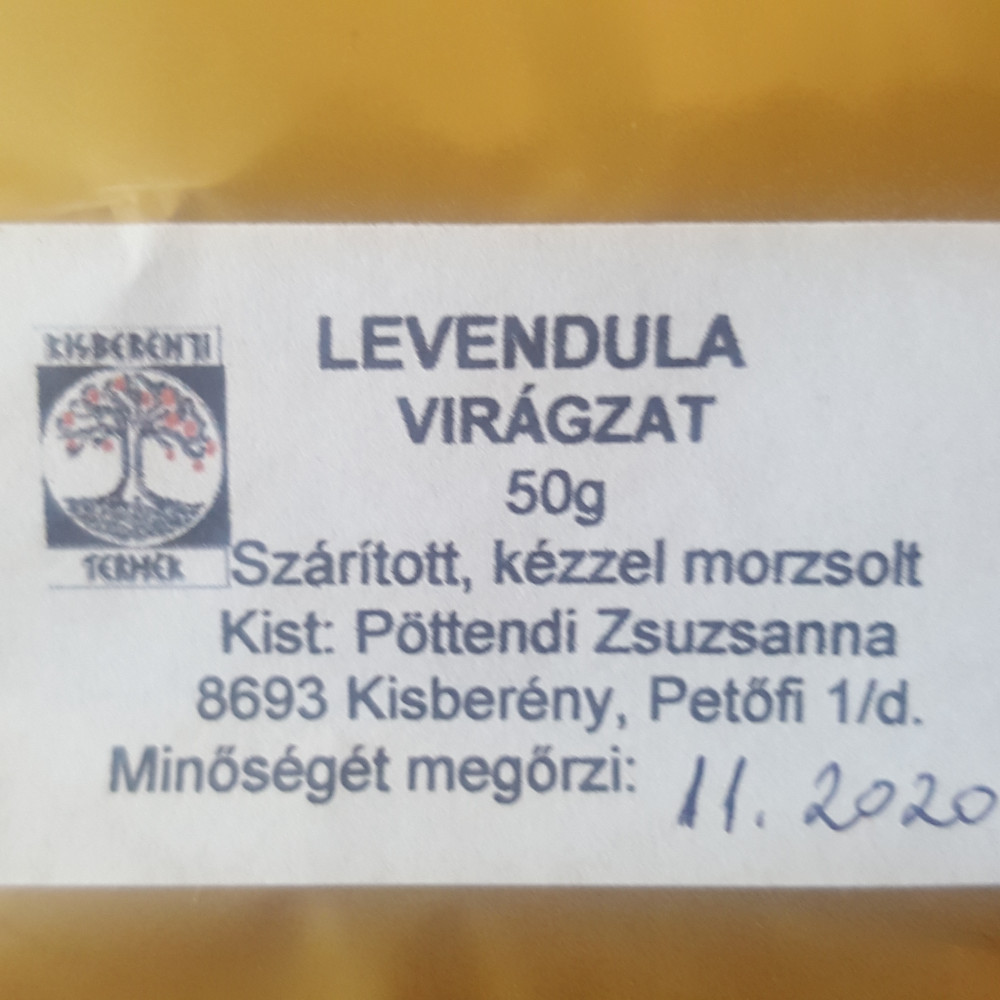 KISBERÉNYI
TERMÉK
LEVENDULA
VIRÁGZAT
50g
Szárított, kézzel morzsolt
Kist: Pöttendi Zsuzsanna
8693 Kisberény, Petőfi 1/d.
Minőségét megőrzi: 11. 2020